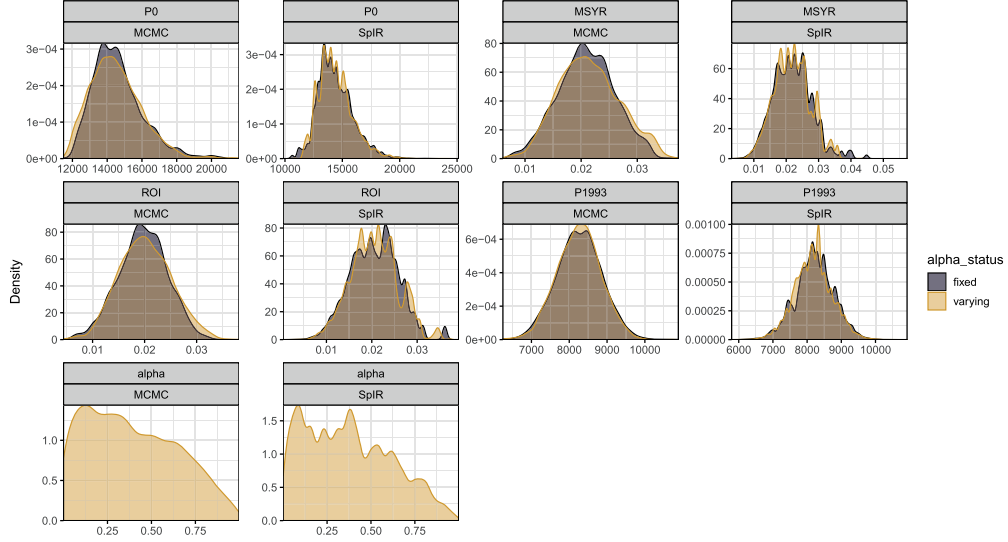 P0 P0 MSYR MSYR
MCMC SpIR MCMC SpIR
3e−04 2e−04 1e−04 0e+00
12000 14000 16000 18000 20000
3e−04 2e−04 1e−04 0e+00
10000 15000 20000 25000
80 60 40 20 0
0.01 0.02 0.03
60 40 20 0
0.01 0.02 0.03 0.04 0.05
ROI ROI P1993 P1993
MCMC SpIR MCMC SpIR
80 60 40 20 0
0.01 0.02 0.03
80 60 40 20 0
0.01 0.02 0.03
6e−04 4e−04 2e−04 0e+00
7000 8000 9000 10000
0.00100 0.00075 0.00050 0.00025 0.00000
6000 7000 8000 9000 10000
Density
alpha_status
fixed
varying
alpha alpha
MCMC SpIR
1.0 0.5 0.0
0.25 0.50 0.75
1.5 1.0 0.5 0.0
0.25 0.50 0.75